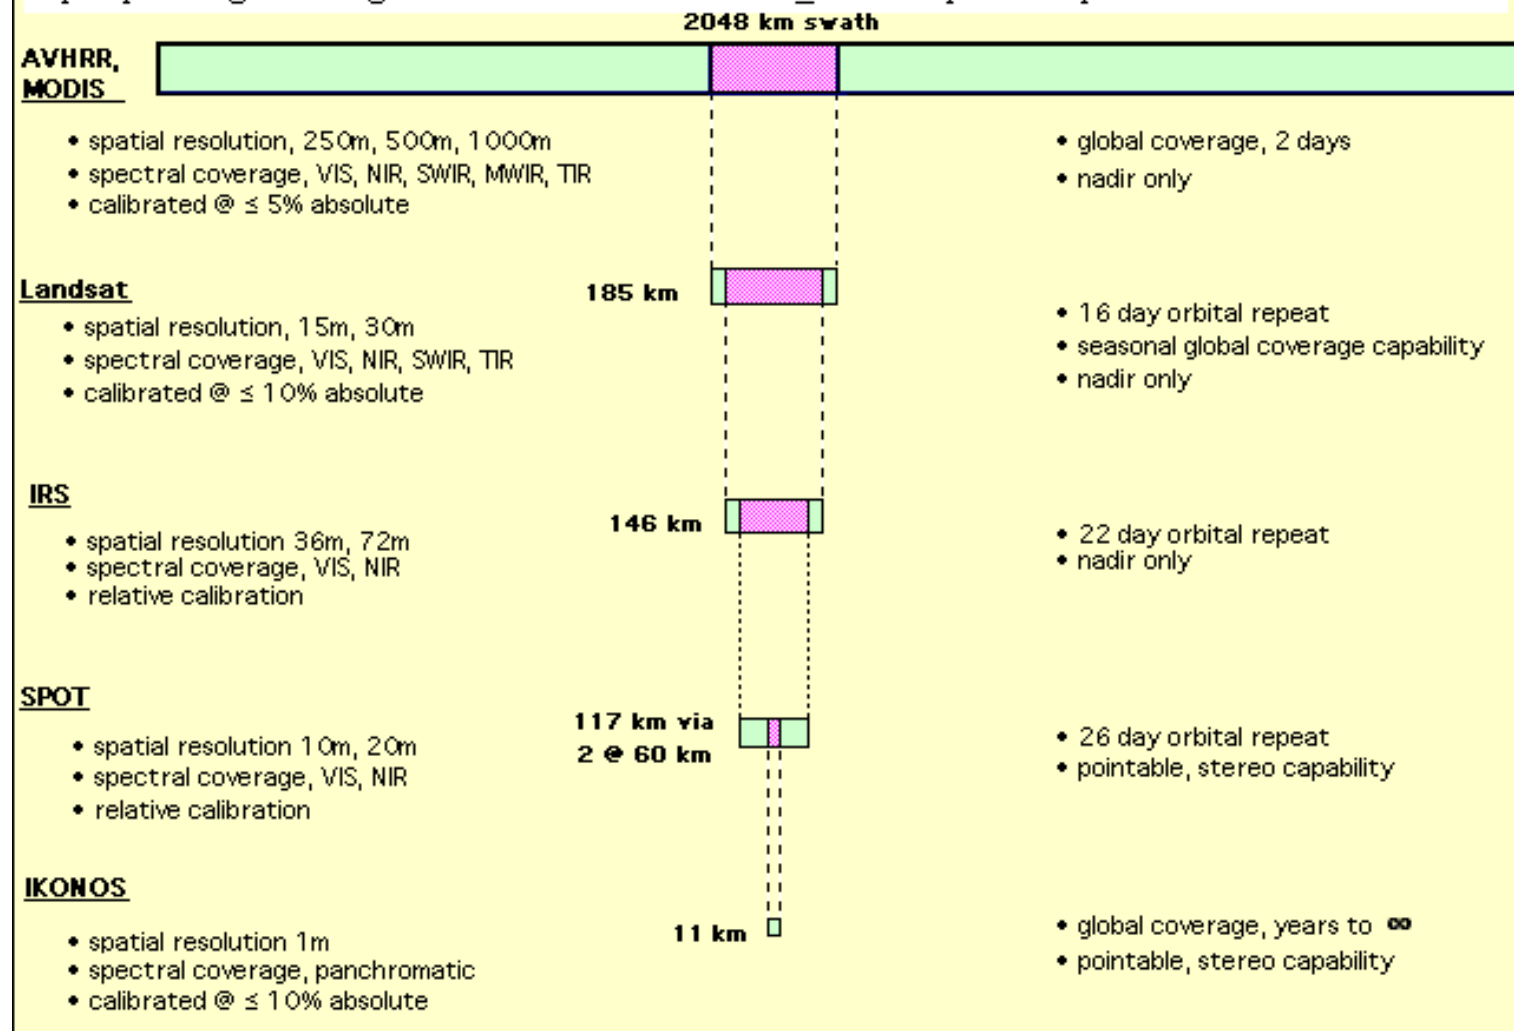 2048 km swath
AVHRR,
MODIS
• spatial resolution, 250m, 500m, 1000m
• spectral coverage, VIS, NIR, SWIR, MWIR, TIR
• calibrated @ ≤ 5% absolute
• global coverage, 2 days
• nadir only
Landsat
185 km
• spatial resolution, 15m, 30m
• spectral coverage, VIS, NIR, SWIR, TIR
• calibrated @ ≤ 10% absolute
• 16 day orbital repeat
• seasonal global coverage capability
• nadir only
IRS
146 km
• spatial resolution 36m, 72m
• spectral coverage, VIS, NIR
• relative calibration
• 22 day orbital repeat
• nadir only
SPOT
117 km via
2 @ 60 km
• spatial resolution 10m, 20m
• spectral coverage, VIS, NIR
• relative calibration
• 26 day orbital repeat
• pointable, stereo capability
IKONOS
11 km
• spatial resolution 1m
• spectral coverage, panchromatic
• calibrated @ ≤ 10% absolute
• global coverage, years to ∞
• pointable, stereo capability